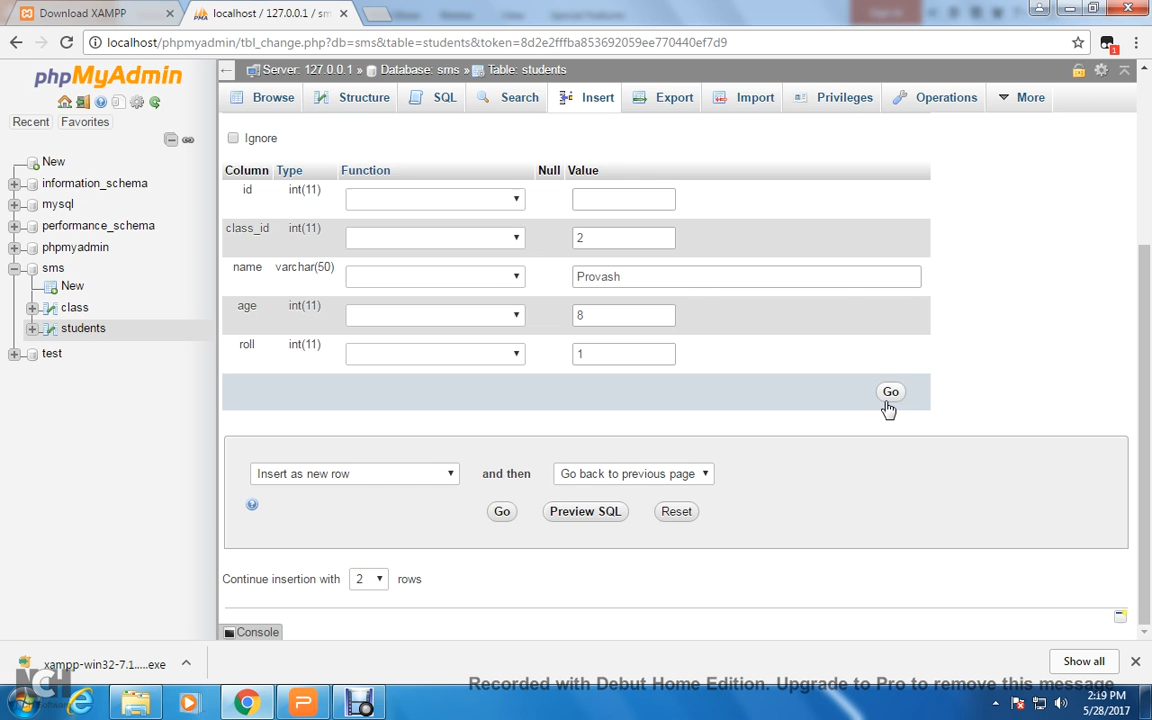 Download XAMPP
localhost / 127.0.0.1 / sm
localhost/phpmyadmin/tbl_change.php?db=sms&table=students&token=8d2e2fffba853692059ee770440ef7d9
1
phpMyAdmin
Recent
Favorites
New
information_schema
mysql
performance_schema
phpmyadmin
sms
New
class
students
test
Server: 127.0.0.1 » Database: sms » Table: students
Browse
Structure
SQL
Search
Insert
Export
Import
Privileges
Operations
More
Ignore
Column Type Function Null Value
id int(11)
class_id int(11) 2
name varchar(50) Provash
age int(11) 8
roll int(11) 1
Go
Insert as new row and then Go back to previous page
Go Preview SQL Reset
Continue insertion with 2 rows
Console
xampp-win32-7.1....exe
Show all
NCH
Software
Recorded with Debut Home Edition. Upgrade to Pro to remove this message
2:19 PM
5/28/2017